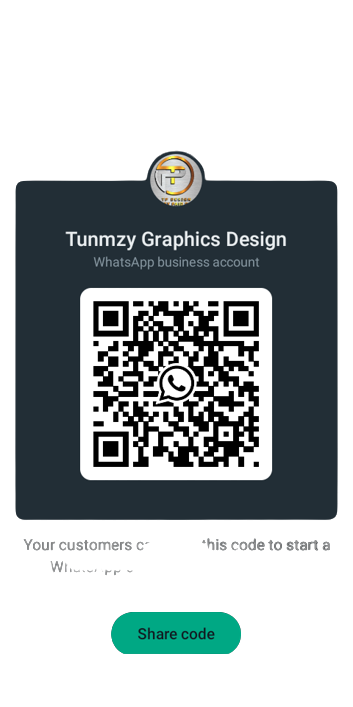 Tunmzy Graphics Design
WhatsApp business account
Your customers this code to start a
Share code